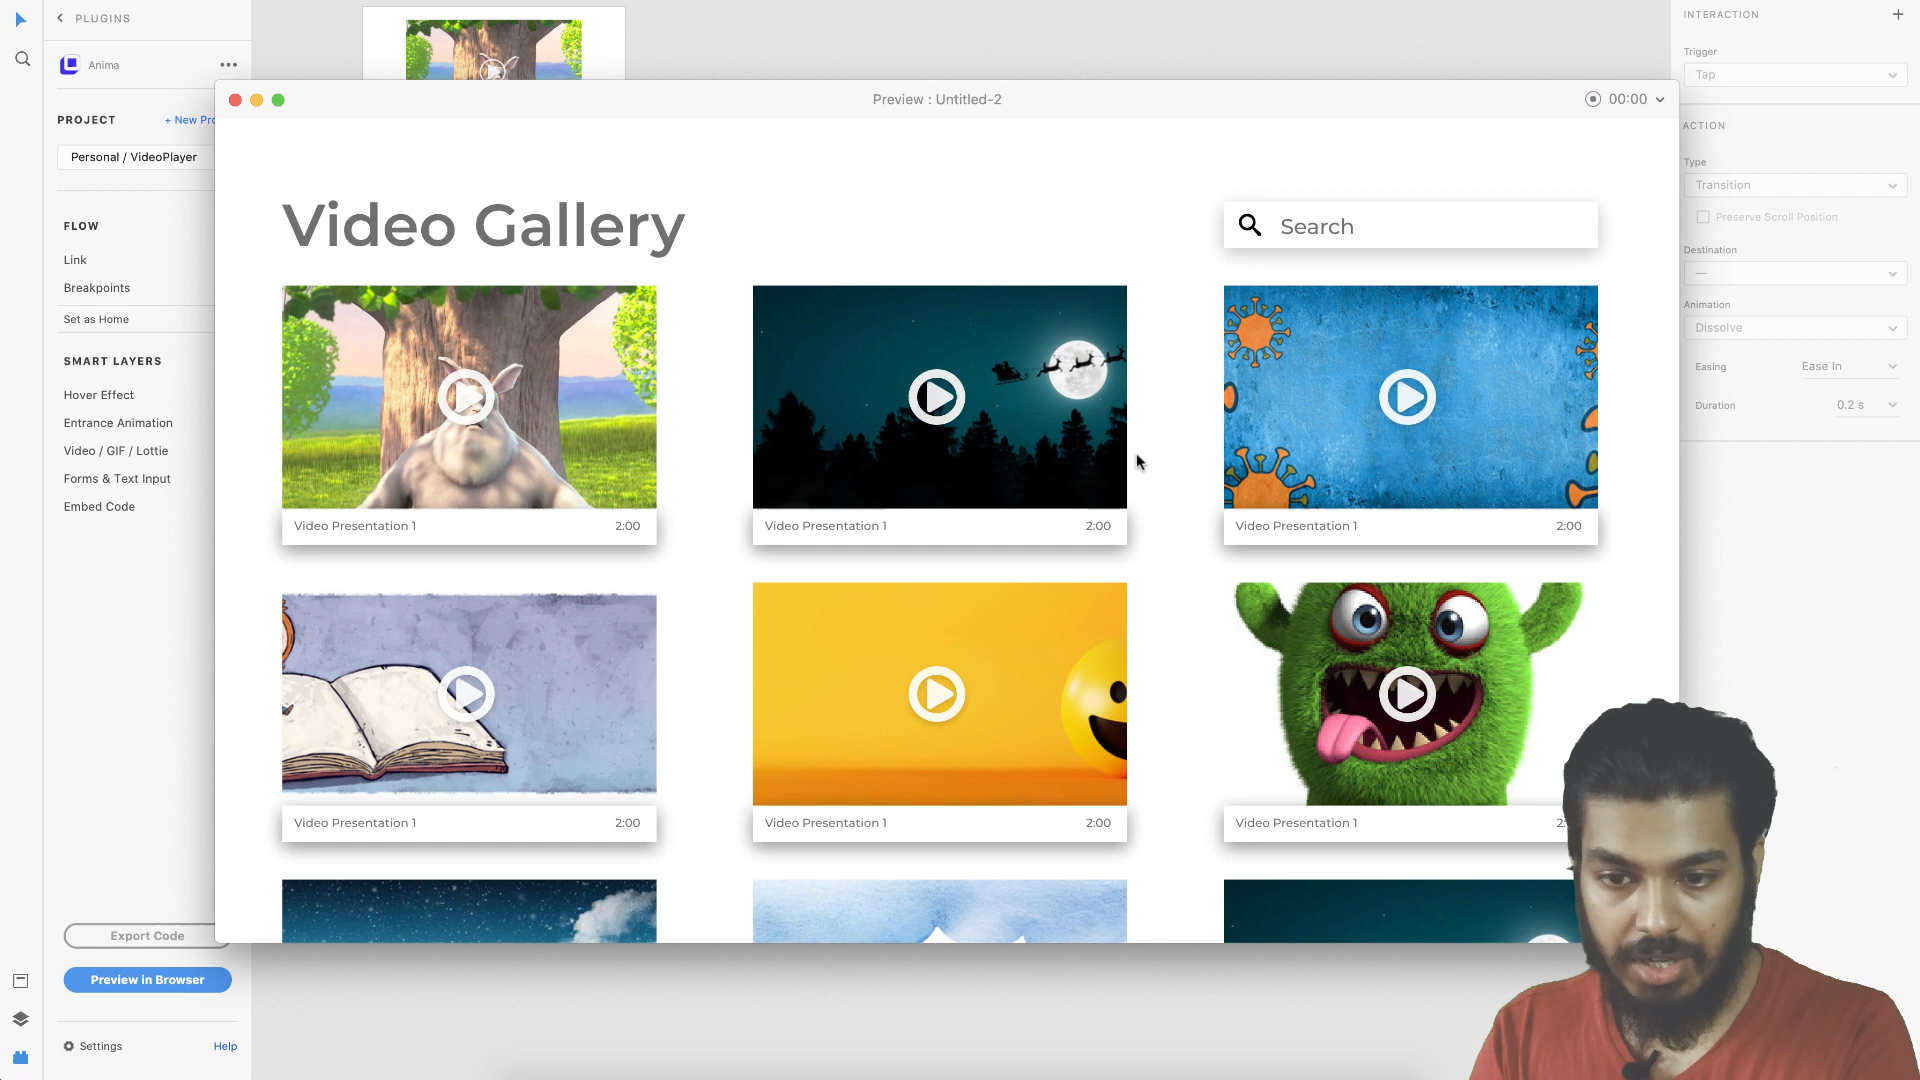 PLUGINS
Anima
PROJECT
+ New Pro
Personal / VideoPlayer
FLOW
Link
Breakpoints
Set as Home
SMART LAYERS
Hover Effect
Entrance Animation
Video / GIF / Lottie
Forms & Text Input
Embed Code
Export Code
Preview in Browser
Settings
Help
Preview : Untitled-2
00:00
Video Gallery
Search
Video Presentation 1 2:00
Video Presentation 1 2:00
Video Presentation 1 2:00
Video Presentation 1 2:00
Video Presentation 1 2:00
Video Presentation 1
INTERACTION
Trigger
Tap
ACTION
Type
Transition
Preserve Scroll Position
Destination
—
Animation
Dissolve
Easing Ease In
Duration 0.2 s